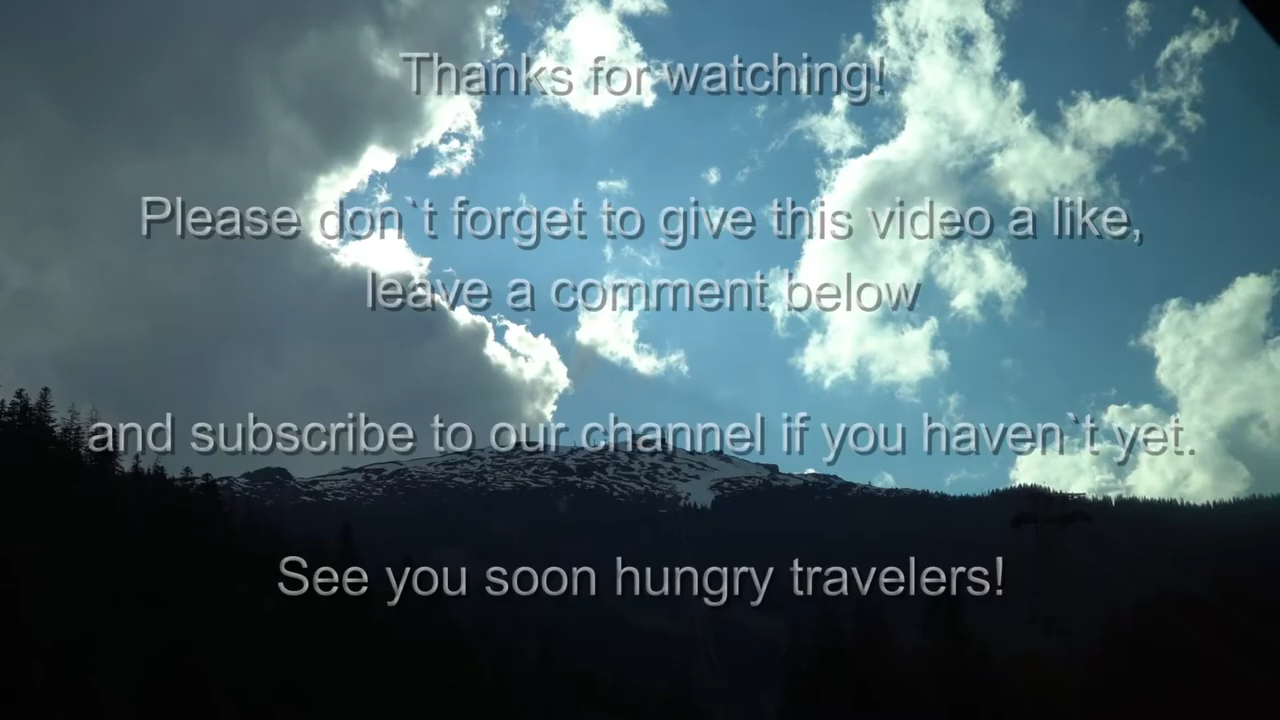 Thanks for watching!
Please don`t forget to give this video a like,
leave a comment below
and subscribe to our channel if you haven`t yet.
See you soon hungry travelers!